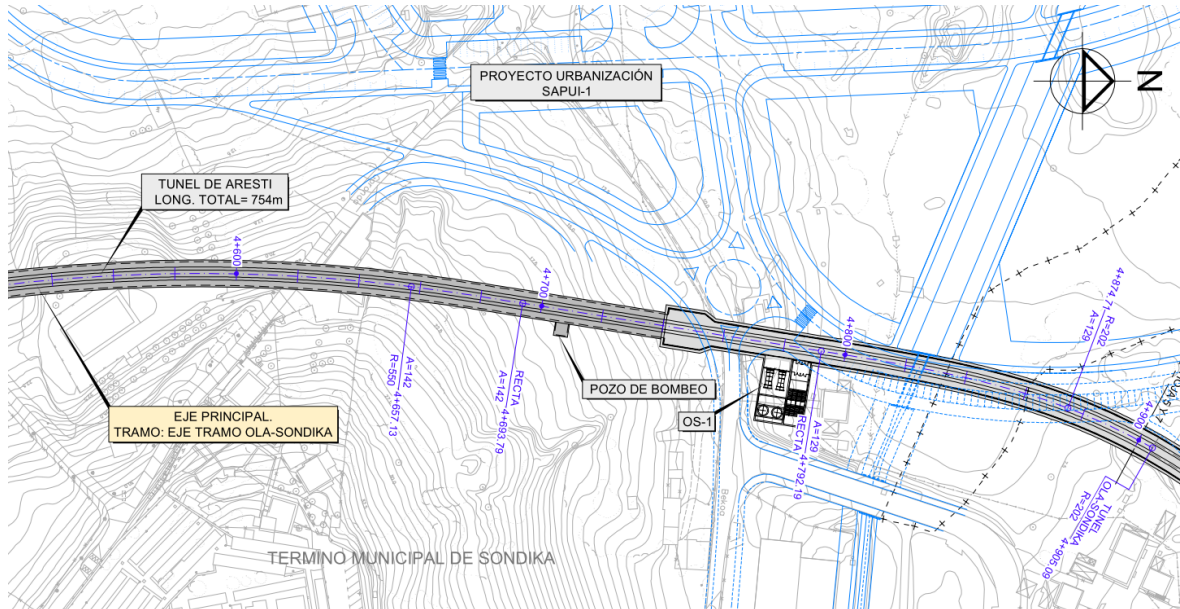 PROYECTO URBANIZACIÓN
SAPUI-1
N
TUNEL DE ARESTI
LONG. TOTAL= 754m
4+600
4+700
4+800
4+874.71 R=202
A=129
4+900
A=142
R=550 4+657.13
RECTA
A=142 4+693.79
POZO DE BOMBEO
OS-1
A=129
RECTA 4+792.19
EJE PRINCIPAL.
TRAMO: EJE TRAMO OLA-SONDIKA
TUNEL
OLA-SONDIKA
R=202 4+905.09
TERMINO MUNICIPAL DE SONDIKA